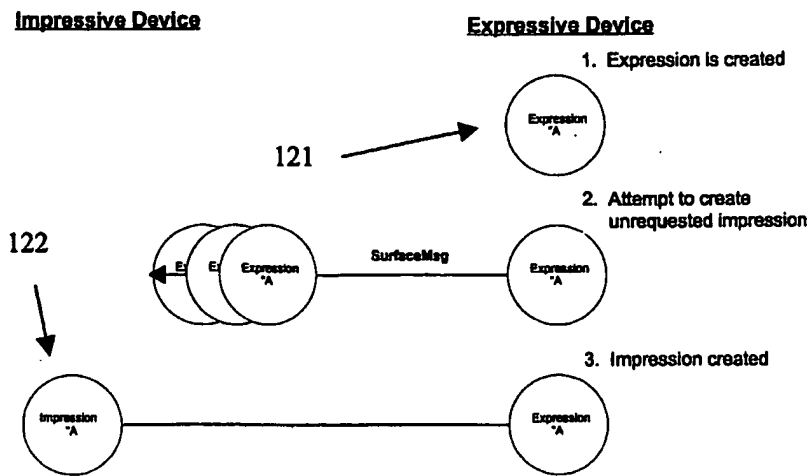 Impressive Device
Expressive Device
1. Expression is created
Expression
"A
121
2. Attempt to create
unrequested impression
122
Ex
E
Expression
"A
SurfaceMsg
Expression
"A
3. Impression created
Impression
"A
Expression
"A